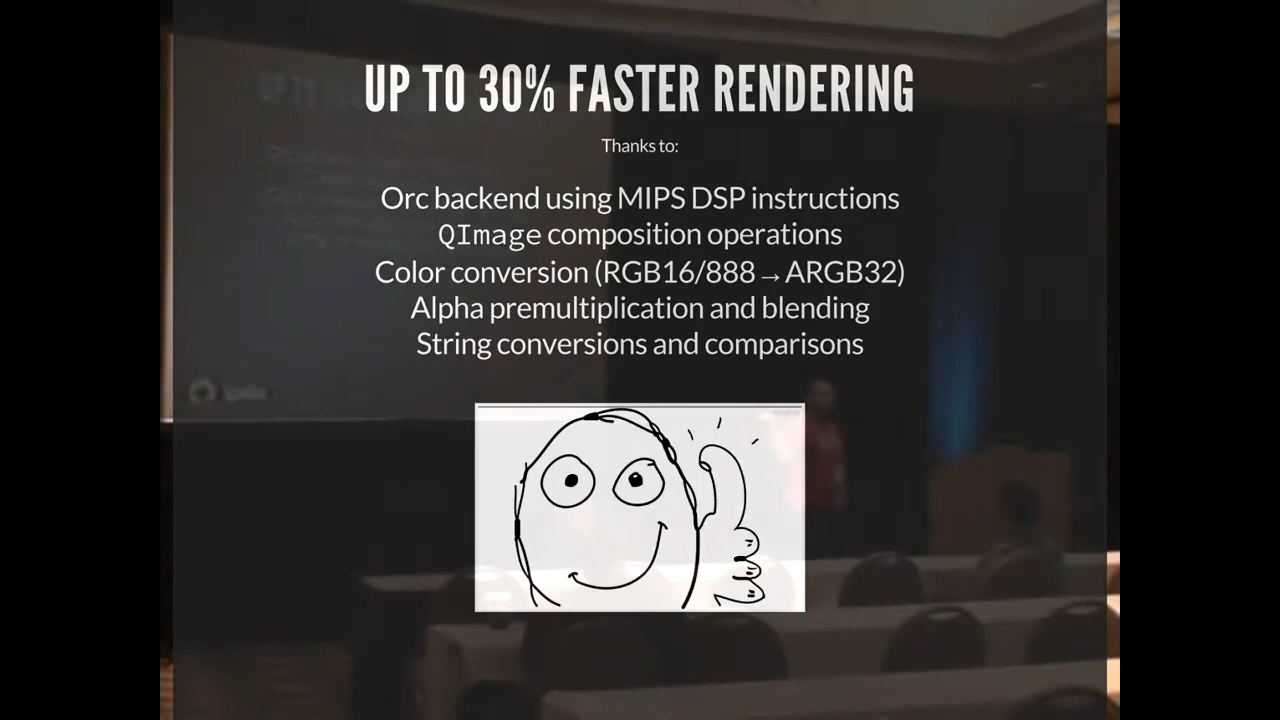 UP TO 30% FASTER RENDERING
Thanks to:
Orc backend using MIPS DSP instructions
QImage composition operations
Color conversion (RGB16/888→ARGB32)
Alpha premultiplication and blending
String conversions and comparisons